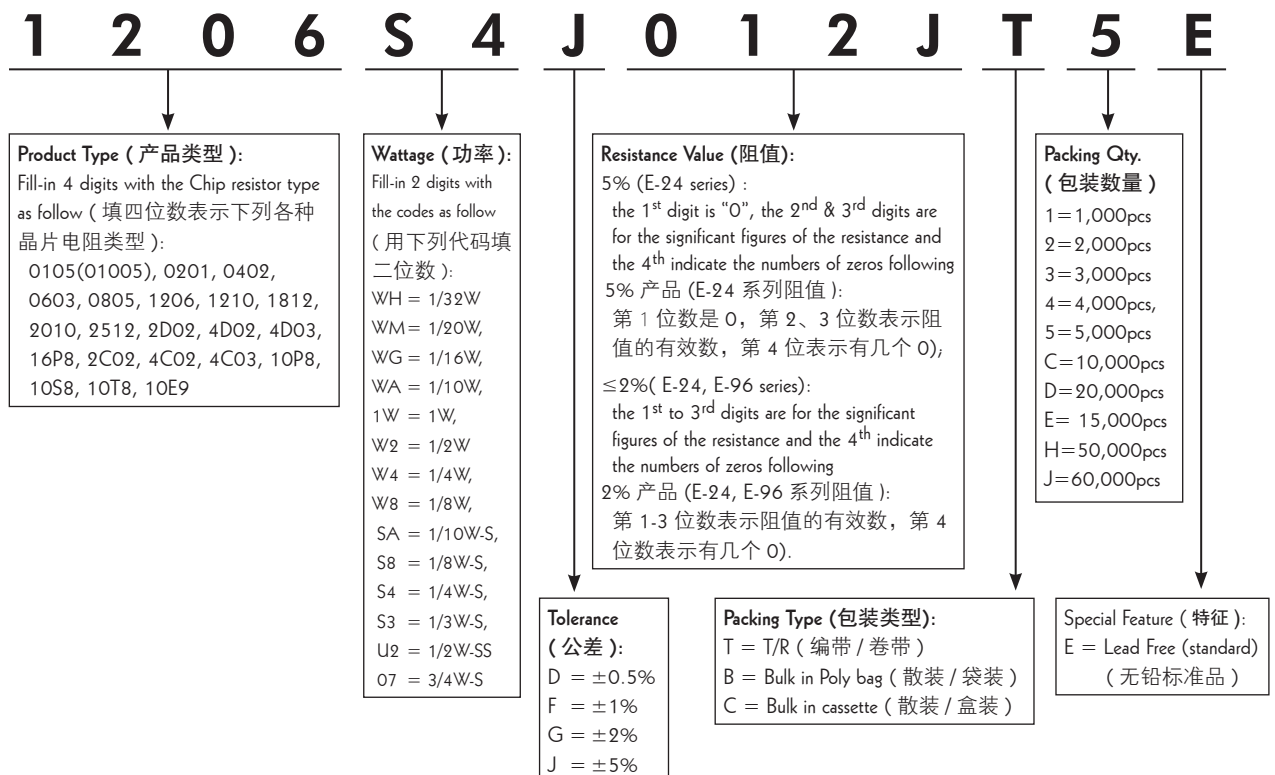 1 2 0 6 S 4 J 0 1 2 J T 5 E
Product Type ( 产品类型 ):
Fill-in 4 digits with the Chip resistor type
as follow ( 填四位数表示下列各种
晶片电阻类型 ):
0105(01005), 0201, 0402,
0603, 0805, 1206, 1210, 1812,
2010, 2512, 2D02, 4D02, 4D03,
16P8, 2C02, 4C02, 4C03, 10P8,
10S8, 10T8, 10E9
Wattage ( 功率 ):
Fill-in 2 digits with
the codes as follow
( 用下列代码填
二位数 ):
WH = 1/32W
WM = 1/20W,
WG = 1/16W,
WA = 1/10W,
1W = 1W,
W2 = 1/2W
W4 = 1/4W,
W8 = 1/8W,
SA = 1/10W-S,
S8 = 1/8W-S,
S4 = 1/4W-S,
S3 = 1/3W-S,
U2 = 1/2W-SS
07 = 3/4W-S
Resistance Value (阻值):
5% (E-24 series) :
the 1st digit is “0”, the 2nd & 3rd digits are
for the significant figures of the resistance and
the 4th indicate the numbers of zeros following
5% 产品 (E-24 系列阻值 ):
第 1 位数是 0，第 2、3 位数表示阻
值的有效数，第 4 位表示有几个 0);
≤2%( E-24, E-96 series):
the 1st to 3rd digits are for the significant
figures of the resistance and the 4th indicate
the numbers of zeros following
2% 产品 (E-24, E-96 系列阻值 ):
第 1-3 位数表示阻值的有效数，第 4
位数表示有几个 0).
Packing Qty.
( 包装数量 )
1=1,000pcs
2=2,000pcs
3=3,000pcs
4=4,000pcs,
5=5,000pcs
C=10,000pcs
D=20,000pcs
E= 15,000pcs
H=50,000pcs
J=60,000pcs
Tolerance
( 公差 ):
D = ±0.5%
F = ±1%
G = ±2%
J = ±5%
Packing Type (包装类型):
T = T/R ( 编带 / 卷带 )
B = Bulk in Poly bag ( 散装 / 袋装 )
C = Bulk in cassette ( 散装 / 盒装 )
Special Feature ( 特征 ):
E = Lead Free (standard)
( 无铅标准品 )